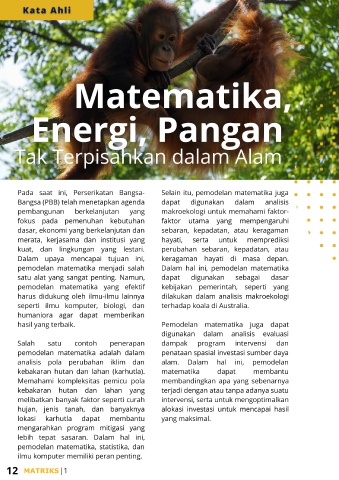 Kata Ahli
Matematika,
Energi, Pangan
Tak Terpisahkan dalam Alam
Pada saat ini, Perserikatan Bangsa-
Bangsa (PBB) telah menetapkan agenda
pembangunan berkelanjutan yang
fokus pada pemenuhan kebutuhan
dasar, ekonomi yang berkelanjutan dan
merata, kerjasama dan institusi yang
kuat, dan lingkungan yang lestari.
Dalam upaya mencapai tujuan ini,
pemodelan matematika menjadi salah
satu alat yang sangat penting. Namun,
pemodelan matematika yang efektif
harus didukung oleh ilmu-ilmu lainnya
seperti ilmu komputer, biologi, dan
humaniora agar dapat memberikan
hasil yang terbaik.
Salah satu contoh penerapan
pemodelan matematika adalah dalam
analisis pola perubahan iklim dan
kebakaran hutan dan lahan (karhutla).
Memahami kompleksitas pemicu pola
kebakaran hutan dan lahan yang
melibatkan banyak faktor seperti curah
hujan, jenis tanah, dan banyaknya
lokasi karhutla dapat membantu
mengarahkan program mitigasi yang
lebih tepat sasaran. Dalam hal ini,
pemodelan matematika, statistika, dan
ilmu komputer memiliki peran penting.
Selain itu, pemodelan matematika juga
dapat digunakan dalam analisis
makroekologi untuk memahami faktor-
faktor utama yang mempengaruhi
sebaran, kepadatan, atau keragaman
hayati, serta untuk memprediksi
perubahan sebaran, kepadatan, atau
keragaman hayati di masa depan.
Dalam hal ini, pemodelan matematika
dapat digunakan sebagai dasar
kebijakan pemerintah, seperti yang
dilakukan dalam analisis makroekologi
terhadap koala di Australia.
Pemodelan matematika juga dapat
digunakan dalam analisis evaluasi
dampak program intervensi dan
penataan spasial investasi sumber daya
alam. Dalam hal ini, pemodelan
matematika dapat membantu
membandingkan apa yang sebenarnya
terjadi dengan atau tanpa adanya suatu
intervensi, serta untuk mengoptimalkan
alokasi investasi untuk mencapai hasil
yang maksimal.
12 MATRIKS|1